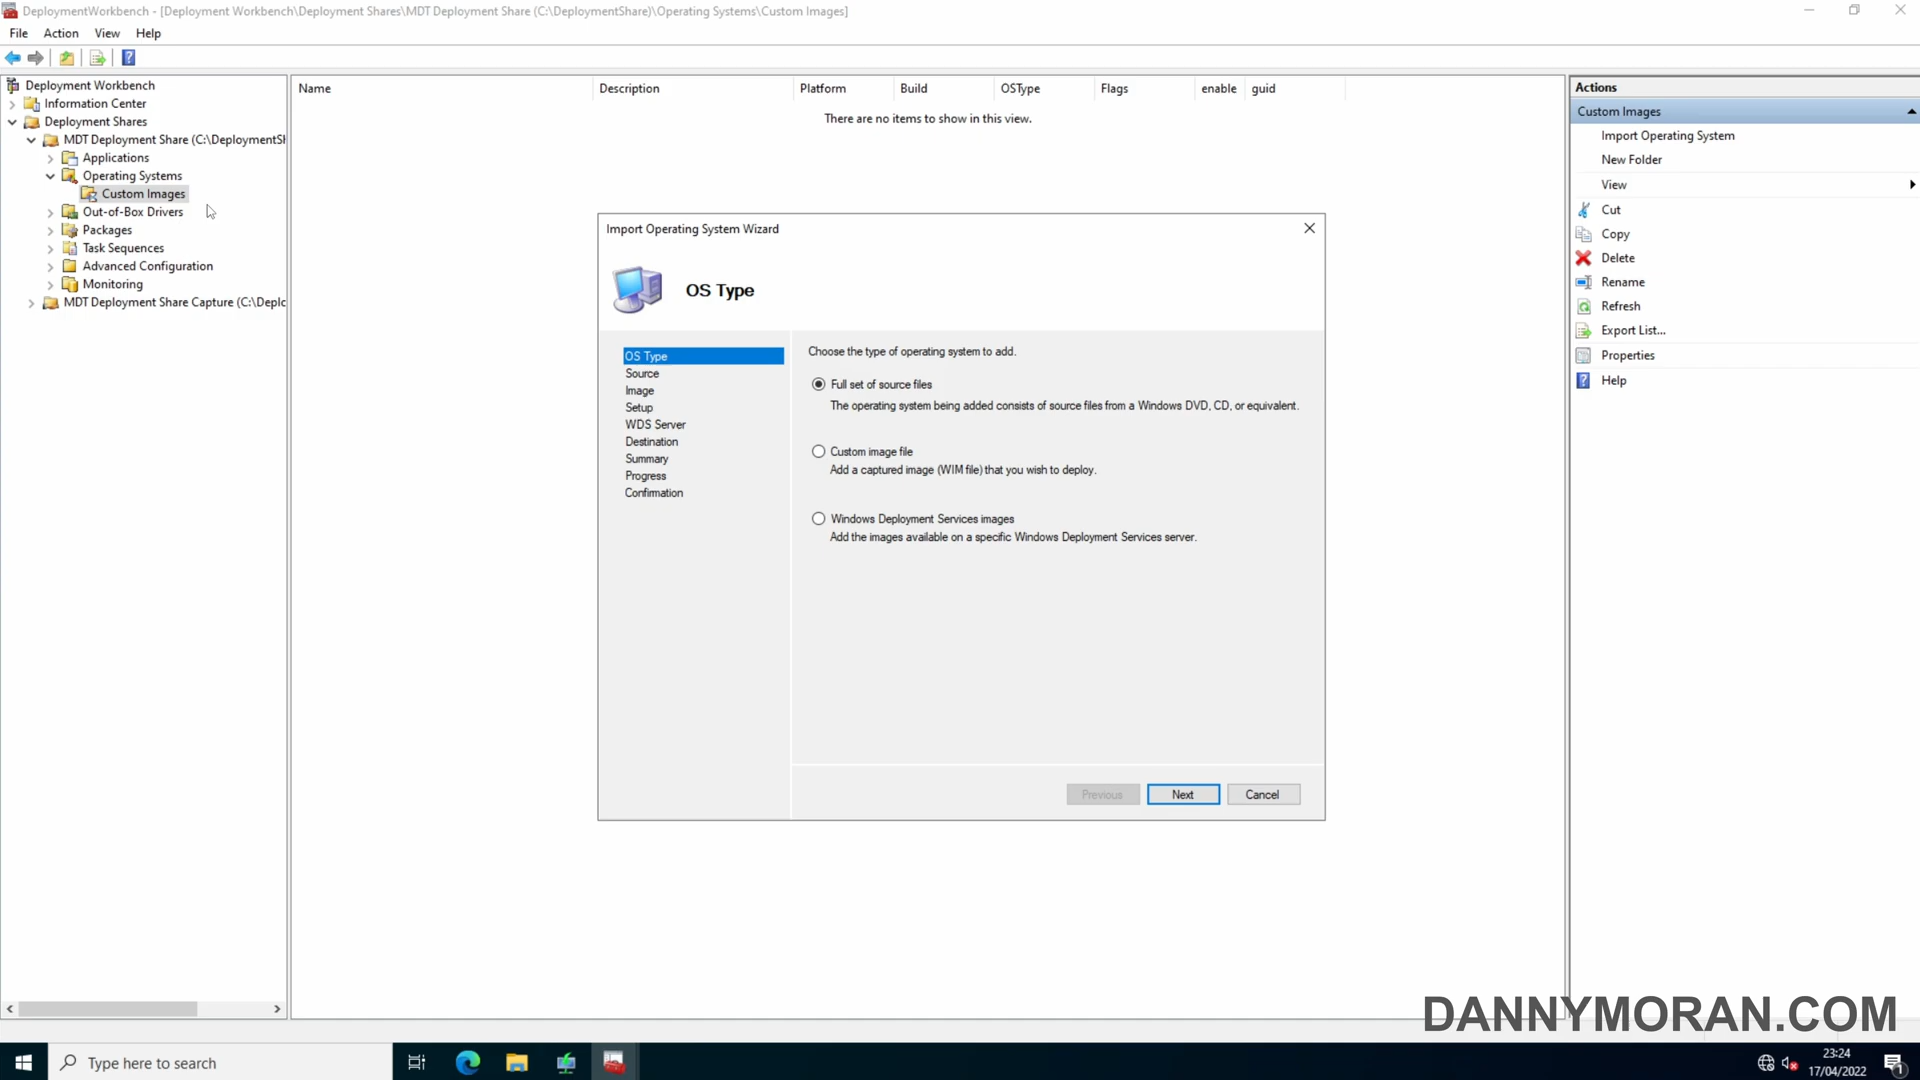 DeploymentWorkbench - [Deployment Workbench\Deployment Shares\MDT Deployment Share (C:\DeploymentShare)\Operating Systems\Custom Images]
File Action View Help
Deployment Workbench
Information Center
Deployment Shares
MDT Deployment Share (C:\DeploymentSh
Applications
Operating Systems
Custom Images
Out-of-Box Drivers
Packages
Task Sequences
Advanced Configuration
Monitoring
MDT Deployment Share Capture (C:\Deplc
Name Description Platform Build OSType Flags enable guid
There are no items to show in this view.
Import Operating System Wizard
OS Type
OS Type
Source
Image
Setup
WDS Server
Destination
Summary
Progress
Confirmation
Choose the type of operating system to add.
Full set of source files
The operating system being added consists of source files from a Windows DVD, CD, or equivalent.
Custom image file
Add a captured image (WIM file) that you wish to deploy.
Windows Deployment Services images
Add the images available on a specific Windows Deployment Services server.
Previous Next Cancel
Actions
Custom Images
Import Operating System
New Folder
View
Cut
Copy
Delete
Rename
Refresh
Export List...
Properties
Help
DANNYMORAN.COM
Type here to search
23:24
17/04/2022
1